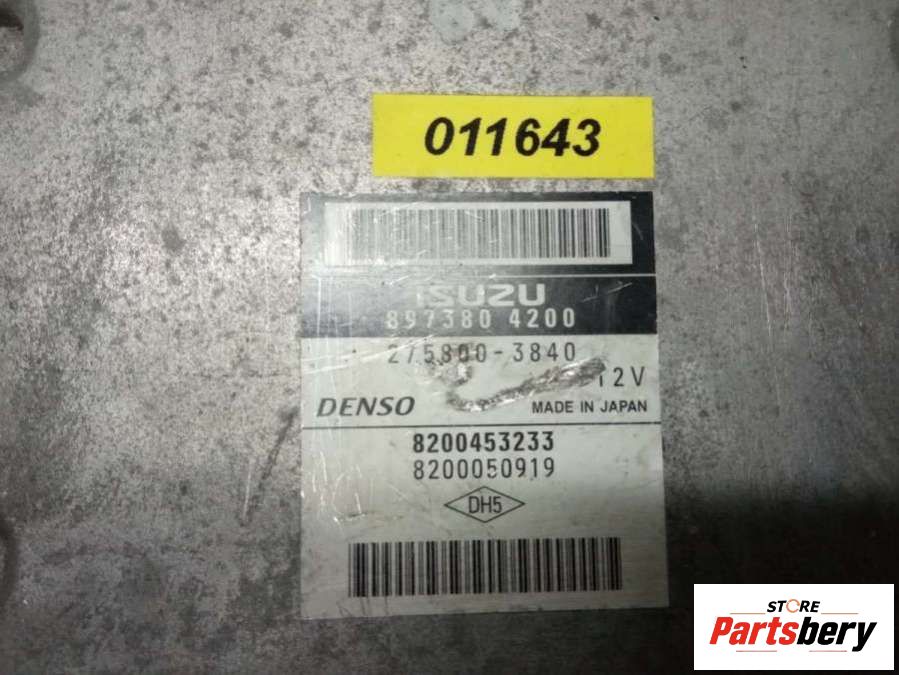 011643
ISUZU
897380 4200
275800-3840
12V
DENSO MADE IN JAPAN
8200453233
8200050919
DH5
STORE
Partsbery